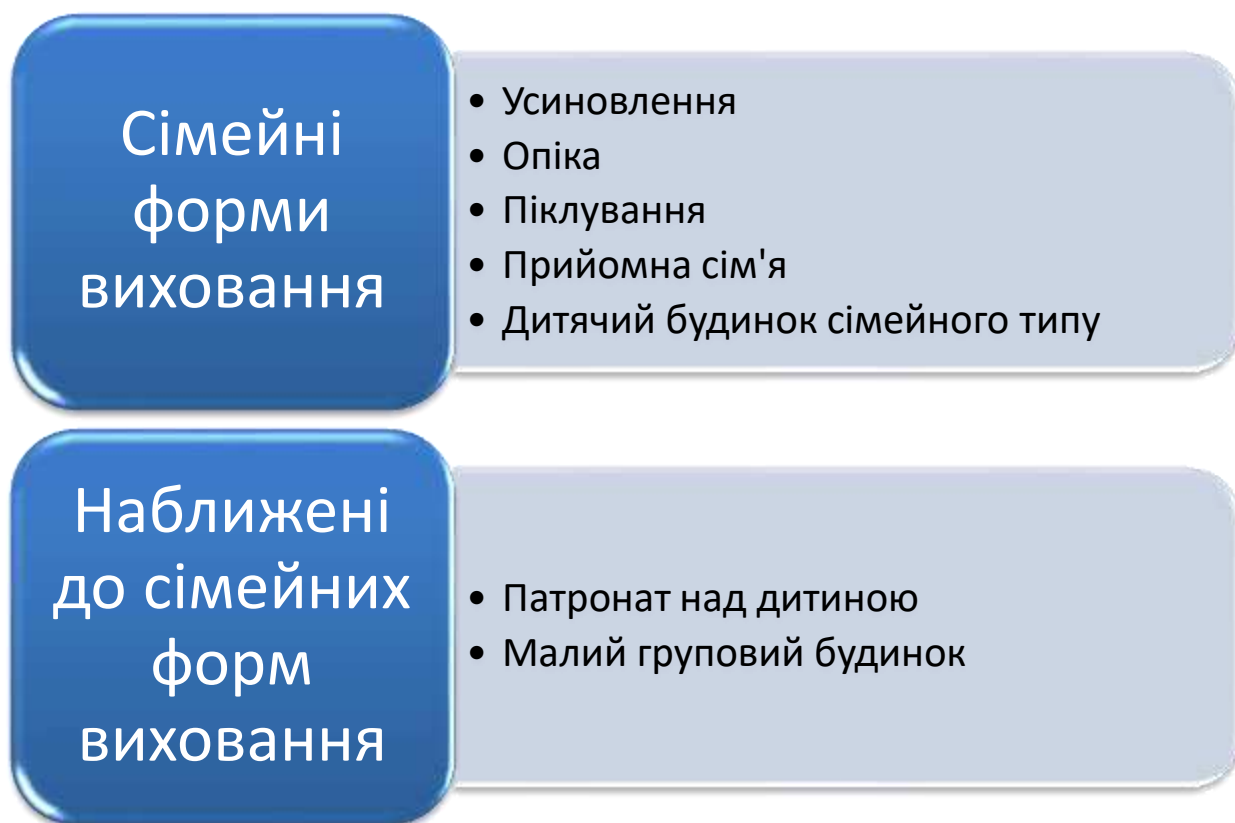 Сімейні
форми
виховання
• Усиновлення
• Опіка
• Піклування
• Прийомна сім'я
• Дитячий будинок сімейного типу
Наближені
до сімейних
форм
виховання
• Патронат над дитиною
• Малий груповий будинок